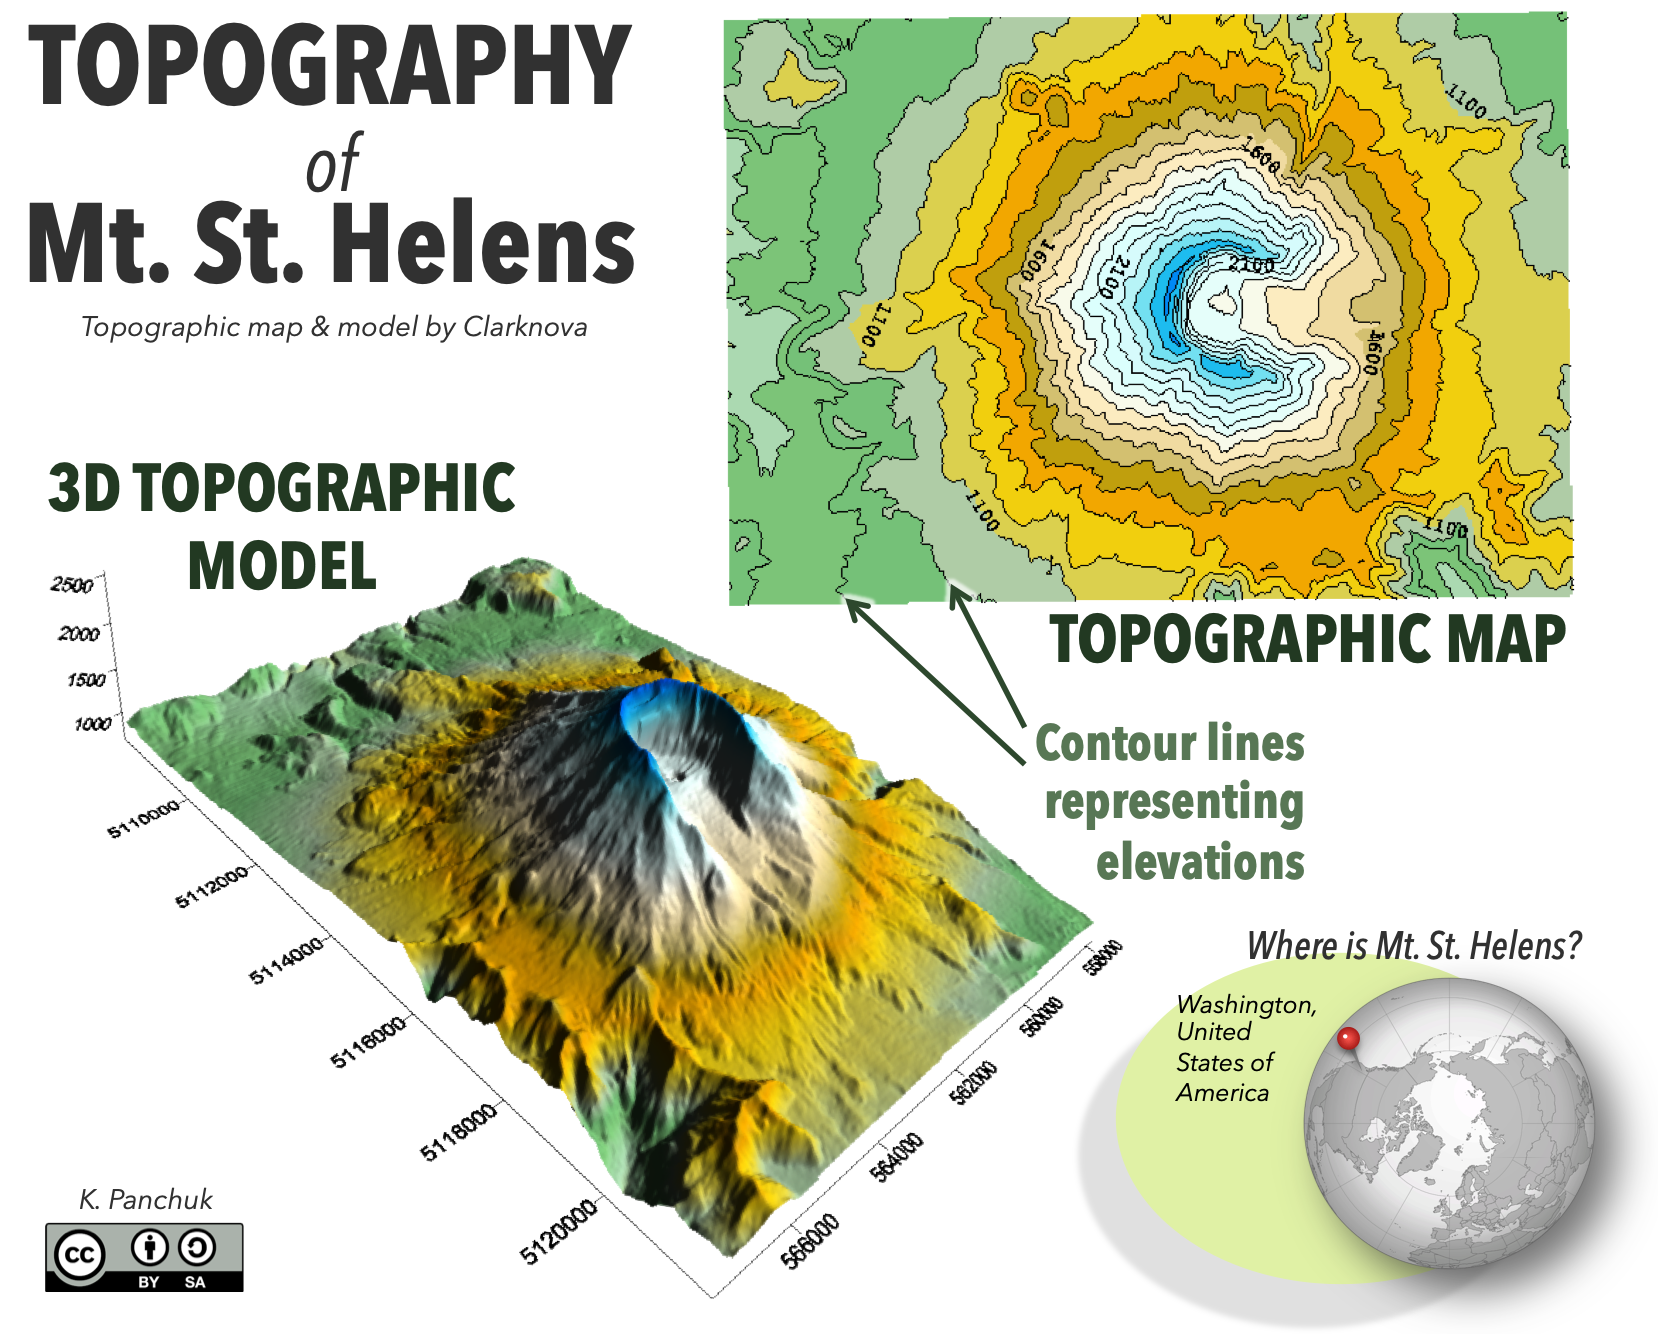 TOPOGRAPHY
of
Mt. St. Helens
Topographic map & model by Clarknova
1100
1600
1600
2100
2100
1100
1600
1100
1100
TOPOGRAPHIC MAP
Contour lines
representing
elevations
3D TOPOGRAPHIC
MODEL
2500
2000
1500
1000
5110000
5112000
5114000
5116000
5118000
5120000
558000
560000
562000
564000
566000
Where is Mt. St. Helens?
Washington,
United
States of
America
K. Panchuk
cc
BY SA